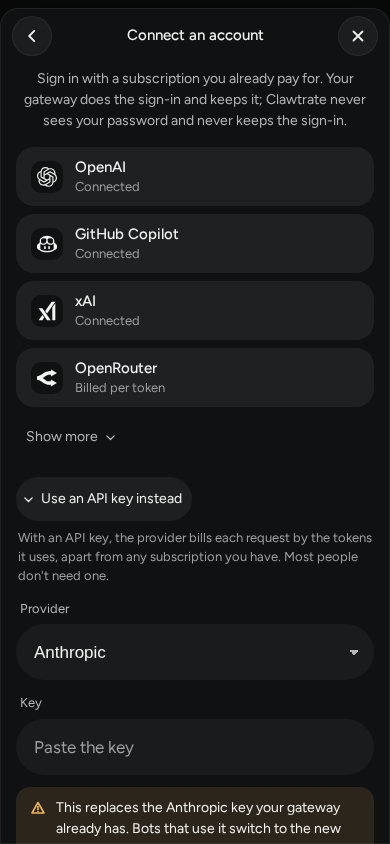 Connect an account
Sign in with a subscription you already pay for. Your
gateway does the sign-in and keeps it; Clawtrate never
sees your password and never keeps the sign-in.
OpenAI
Connected
GitHub Copilot
Connected
xAI
Connected
OpenRouter
Billed per token
Show more
Use an API key instead
With an API key, the provider bills each request by the tokens
it uses, apart from any subscription you have. Most people
don't need one.
Provider
Anthropic
Key
Paste the key
This replaces the Anthropic key your gateway
already has. Bots that use it switch to the new